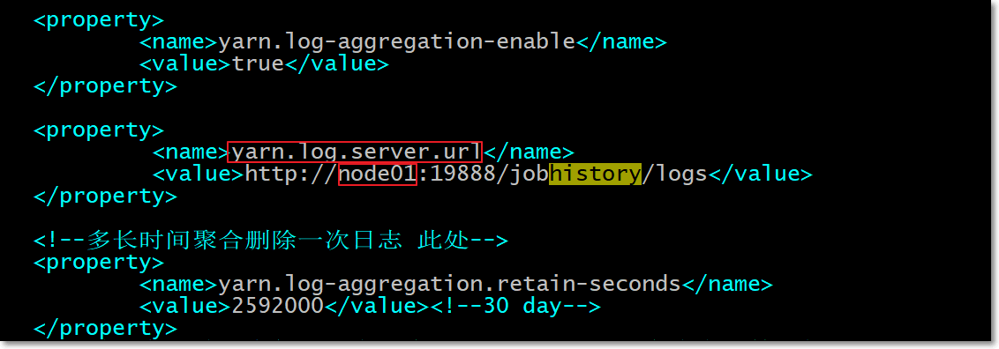 <property>
<name>yarn.log-aggregation-enable</name>
<value>true</value>
</property>
<property>
<name>yarn.log.server.url</name>
<value>http://node01:19888/jobhistory/logs</value>
</property>
<!--多长时间聚合删除一次日志 此处-->
<property>
<name>yarn.log-aggregation.retain-seconds</name>
<value>2592000</value><!--30 day-->
</property>